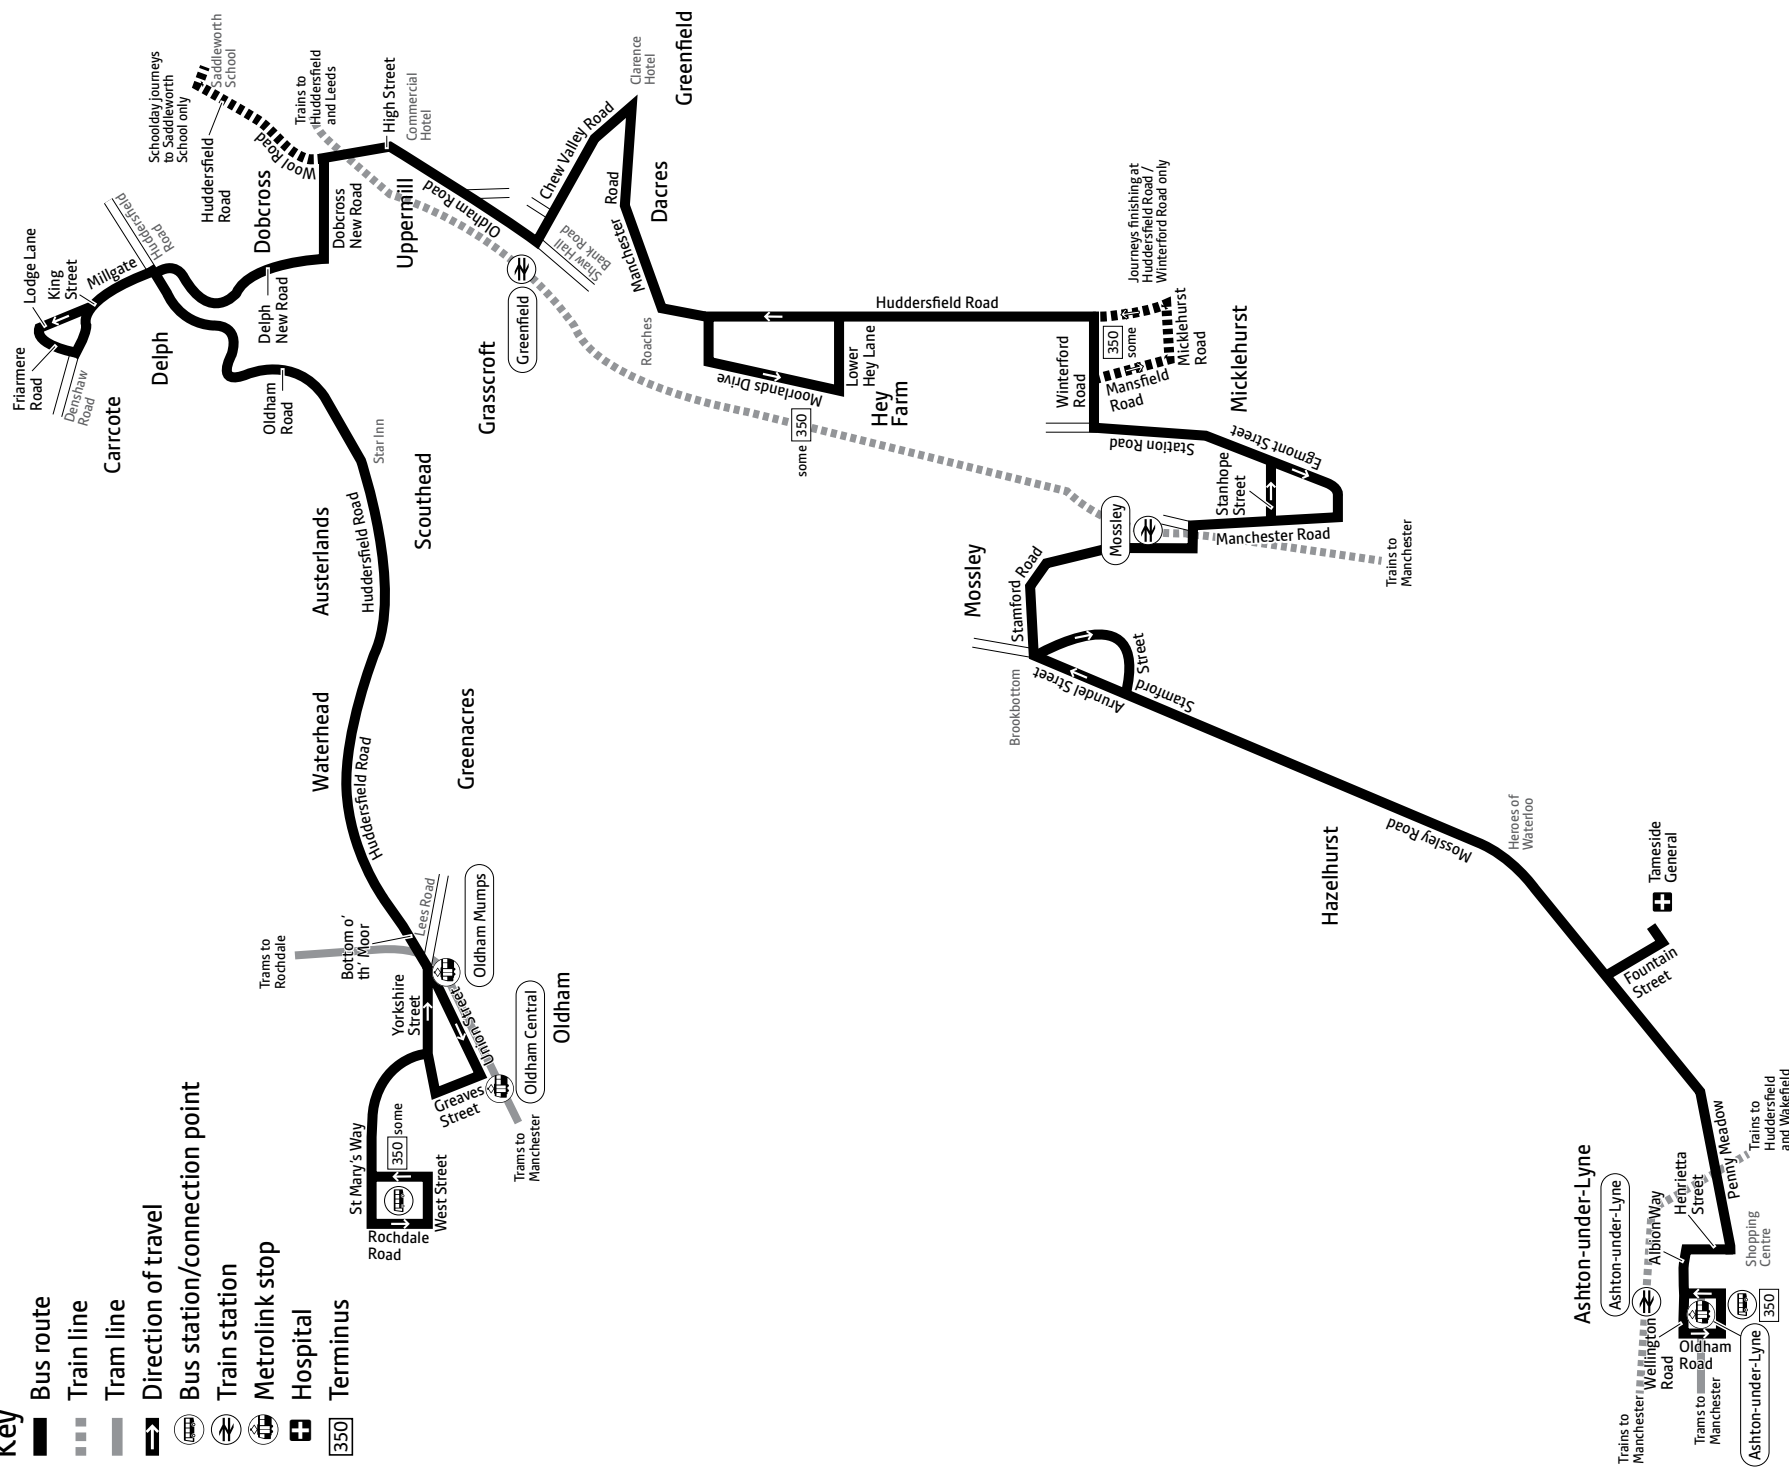 Key
Bus route
Train line
Tram line
Direction of travel
Bus station/connection point
Train station
Metrolink stop
Hospital
350
Terminus
Friarmere
Road
Lodge Lane
King
Street
Millgate
Huddersfield
Road
Denshaw
Road
Carrcote
Delph
Delph
New Road
Dobcross
Oldham
Road
Schoolday journeys
to Saddleworth
School only
Saddleworth
School
Huddersfield
Road
Wool Road
Trains to
Huddersfield
and Leeds
Dobcross
New Road
High Street
Commercial
Hotel
Uppermill
Oldham Road
Greenfield
Shaw Hall
Bank Road
Chew Valley Road
Clarence
Hotel
Greenfield
Manchester
Road
Dacres
Grasscroft
Roaches
Star Inn
Scouthead
Austerlands
Huddersfield Road
Waterhead
Huddersfield Road
Greenacres
Trams to
Rochdale
Bottom o'
th' Moor
Lees Road
Oldham Mumps
Yorkshire
Street
Union Street
Oldham Central
Oldham
Greaves
Street
Trams to
Manchester
St Mary's Way
350
some
West Street
Rochdale
Road
Huddersfield Road
Moorlands Drive
Lower
Hey Lane
Hey
Farm
some
350
Journeys finishing at
Huddersfield Road /
Winterford Road only
Winterford
Road
350
some
Mansfield
Road
Micklehurst
Road
Micklehurst
Station Road
Egmont Street
Stanhope
Street
Manchester Road
Trains to
Manchester
Mossley
Mossley
Stamford
Road
Brookbottom
Arundel Street
Stamford
Street
Mossley Road
Hazelhurst
Heroes of
Waterloo
Tameside
General
Fountain
Street
Penny Meadow
Trains to
Huddersfield
and Wakefield
Henrietta
Street
Albion Way
Shopping
Centre
Ashton-under-Lyne
Ashton-under-Lyne
Wellington
Road
Oldham
Road
350
Ashton-under-Lyne
Trains to
Manchester
Trams to
Manchester